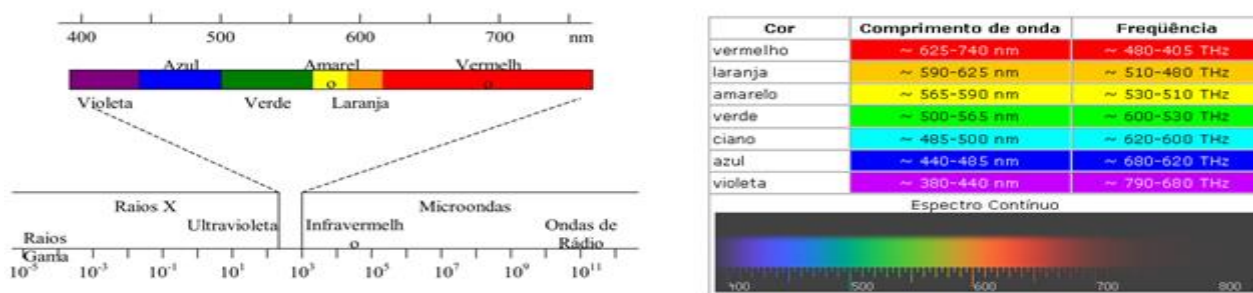 400 500 600 700 nm
Azul Amarel Vermelh
o o
Violeta Verde Laranja
Raios X Microondas
Ultravioleta Infravermelh Ondas de
Raios o Rádio
Gama
10-5 10-3 10-1 101 103 105 107 109 1011
Cor Comprimento de onda Freqüência
vermelho ~ 625-740 nm ~ 480-405 THz
laranja ~ 590-625 nm ~ 510-480 THz
amarelo ~ 565-590 nm ~ 530-510 THz
verde ~ 500-565 nm ~ 600-530 THz
ciano ~ 485-500 nm ~ 620-600 THz
azul ~ 440-485 nm ~ 680-620 THz
violeta ~ 380-440 nm ~ 790-680 THz
Espectro Contínuo
400 500 600 700 800